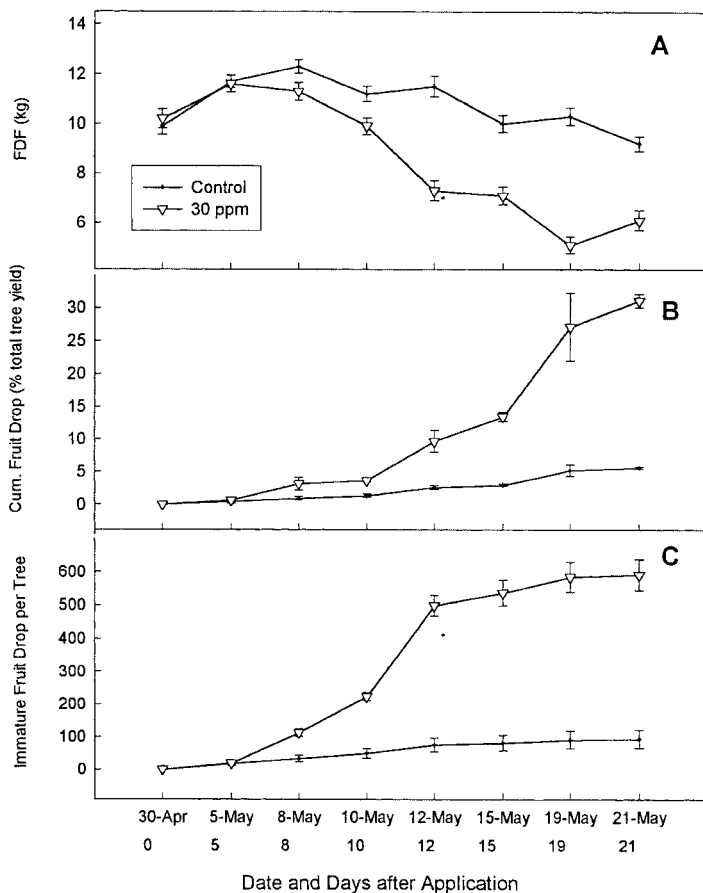 14
12
10
8
6
FDF (kg)
A
Control
30 ppm
30
25
20
15
10
5
0
Cum. Fruit Drop (% total tree yield)
B
600
500
400
300
200
100
0
Immature Fruit Drop per Tree
C
30-Apr 5-May 8-May 10-May 12-May 15-May 19-May 21-May
0 5 8 10 12 15 19 21
Date and Days after Application